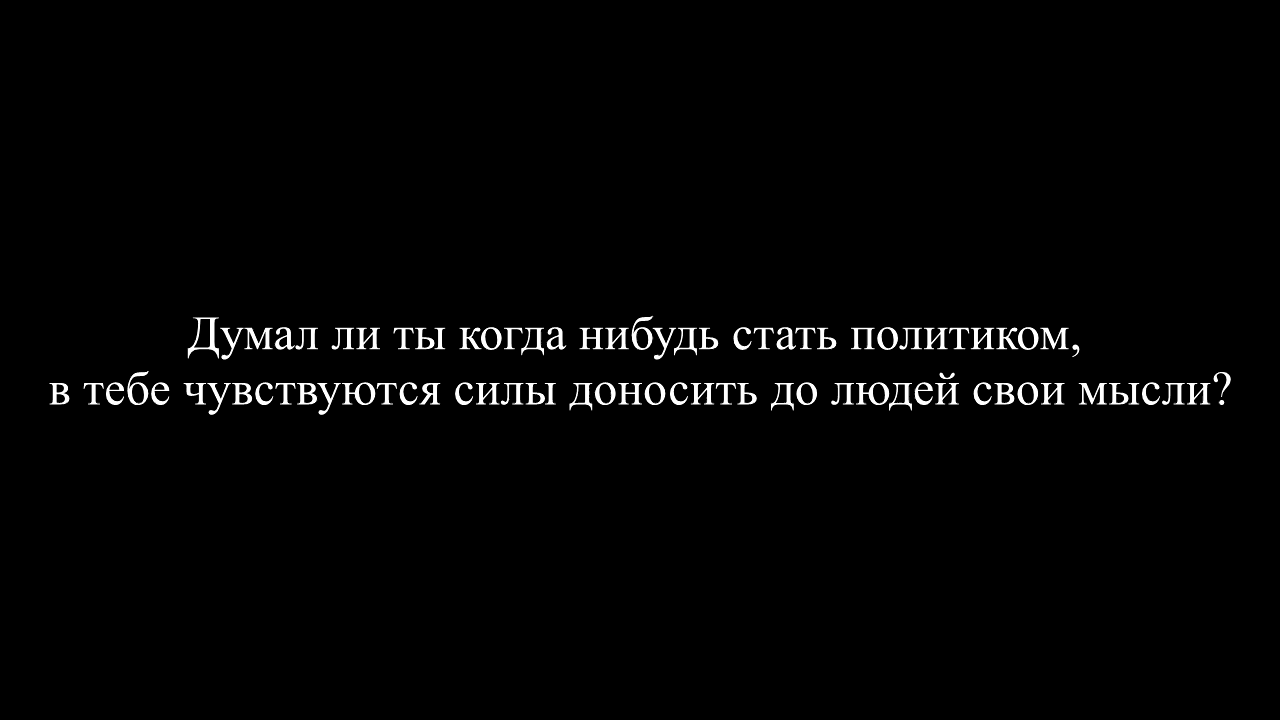 Думал ли ты когда нибудь стать политиком,
в тебе чувствуются силы доносить до людей свои мысли?